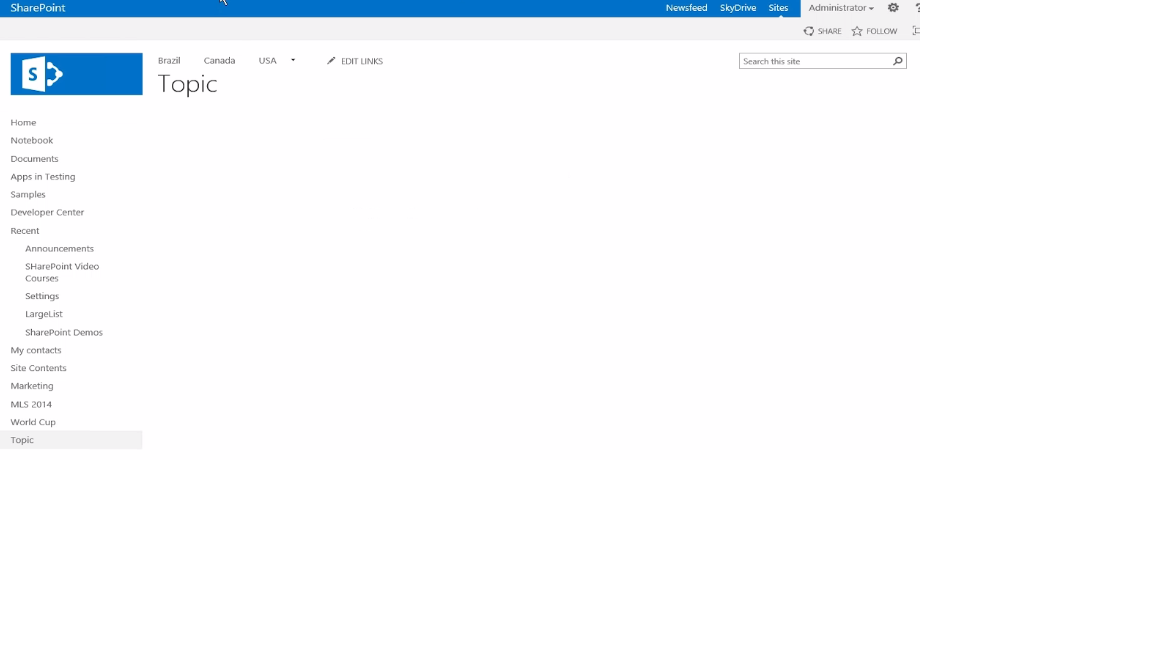 SharePoint Newsfeed SkyDrive Sites Administrator ?
SHARE FOLLOW
S Brazil Canada USA EDIT LINKS Search this site
Topic
Home
Notebook
Documents
Apps in Testing
Samples
Developer Center
Recent
Announcements
SHarePoint Video
Courses
Settings
LargeList
SharePoint Demos
My contacts
Site Contents
Marketing
MLS 2014
World Cup
Topic